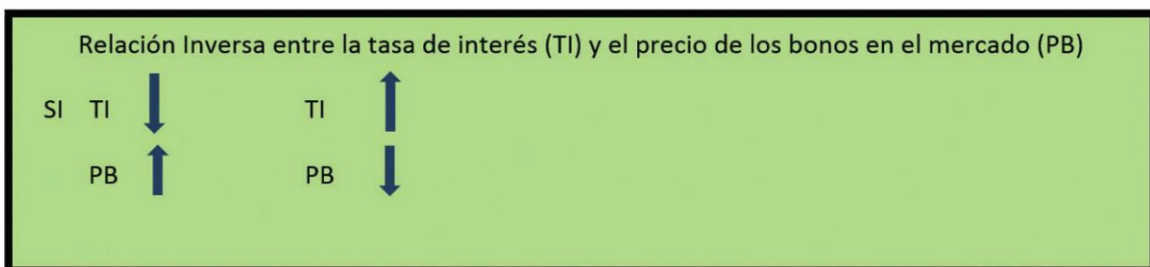 Relación Inversa entre la tasa de interés (TI) y el precio de los bonos en el mercado (PB)
SI TI TI
PB PB